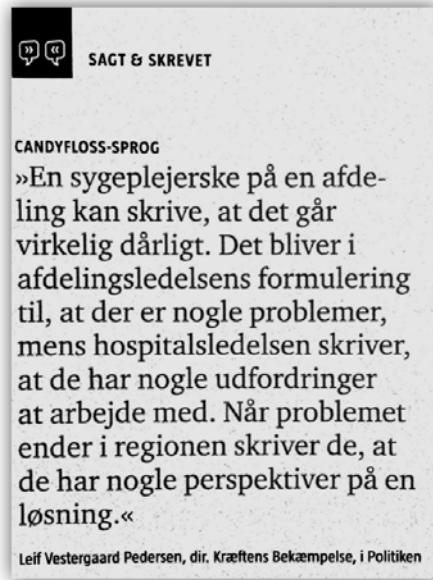 SAGT & SKREVET
CANDYFLOSS-SPROG
»En sygeplejerske på en afde-
ling kan skrive, at det går
virkelig dårligt. Det bliver i
afdelingsledelsens formulering
til, at der er nogle problemer,
mens hospitalsledelsen skriver,
at de har nogle udfordringer
at arbejde med. Når problemet
ender i regionen skriver de, at
de har nogle perspektiver på en
løsning.«
Leif Vestergaard Pedersen, dir. Kræftens Bekæmpelse, i Politiken